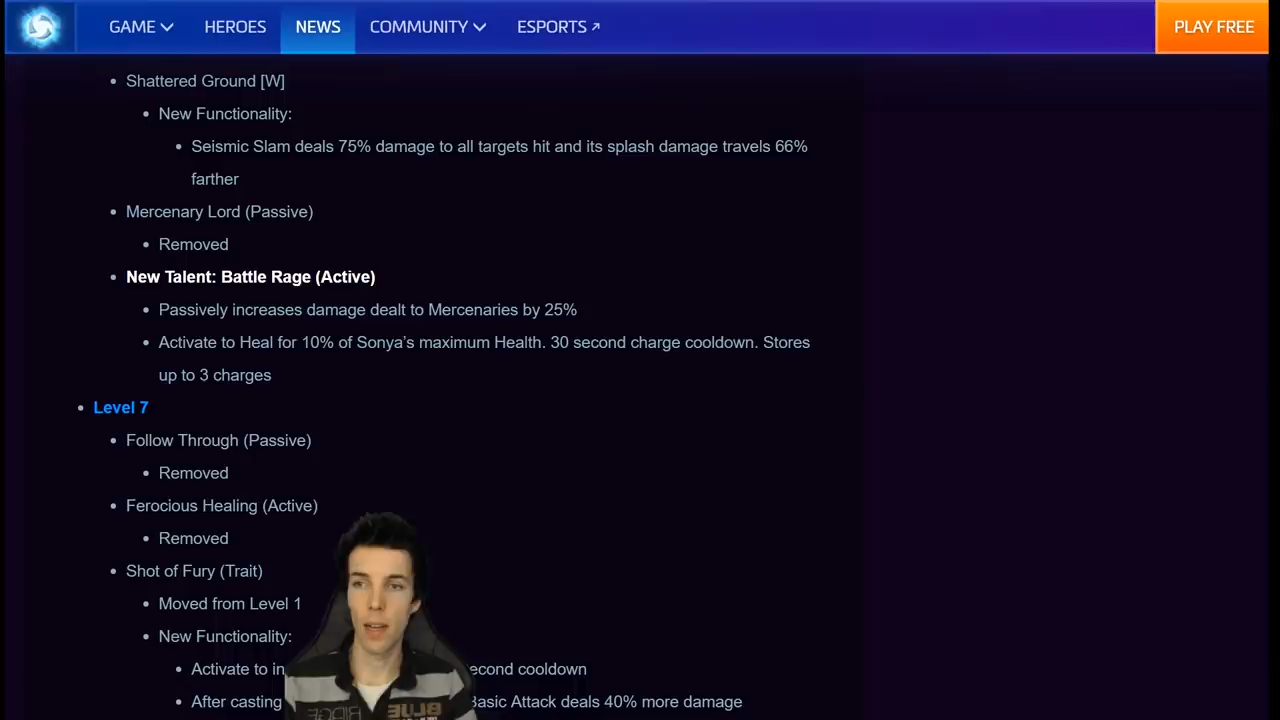 GAME HEROES NEWS COMMUNITY ESPORTS PLAY FREE
Shattered Ground [W]
New Functionality:
Seismic Slam deals 75% damage to all targets hit and its splash damage travels 66%
farther
Mercenary Lord (Passive)
Removed
New Talent: Battle Rage (Active)
Passively increases damage dealt to Mercenaries by 25%
Activate to Heal for 10% of Sonya's maximum Health. 30 second charge cooldown. Stores
up to 3 charges
Level 7
Follow Through (Passive)
Removed
Ferocious Healing (Active)
Removed
Shot of Fury (Trait)
Moved from Level 1
New Functionality:
Activate to in econd cooldown
After casting Basic Attack deals 40% more damage
BLUE